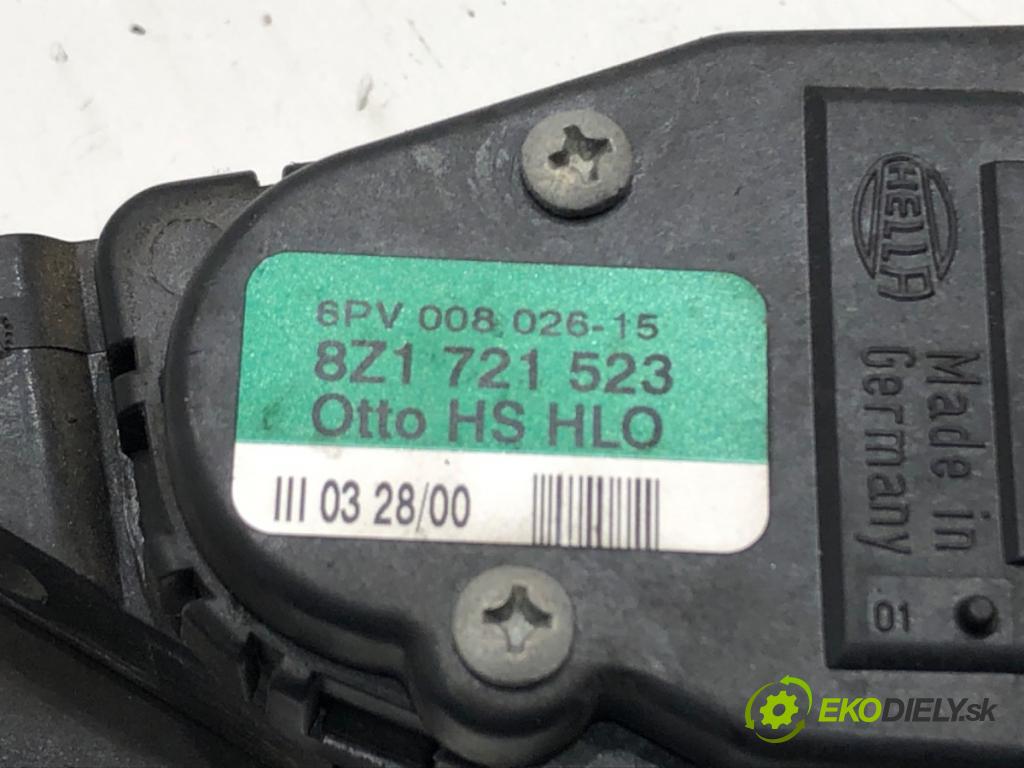 6PV 008 026-15
8Z1 721 523
Otto HS HLO
III 03 28/00
HELLA
Made in
Germany
01
EKODIELY.sk